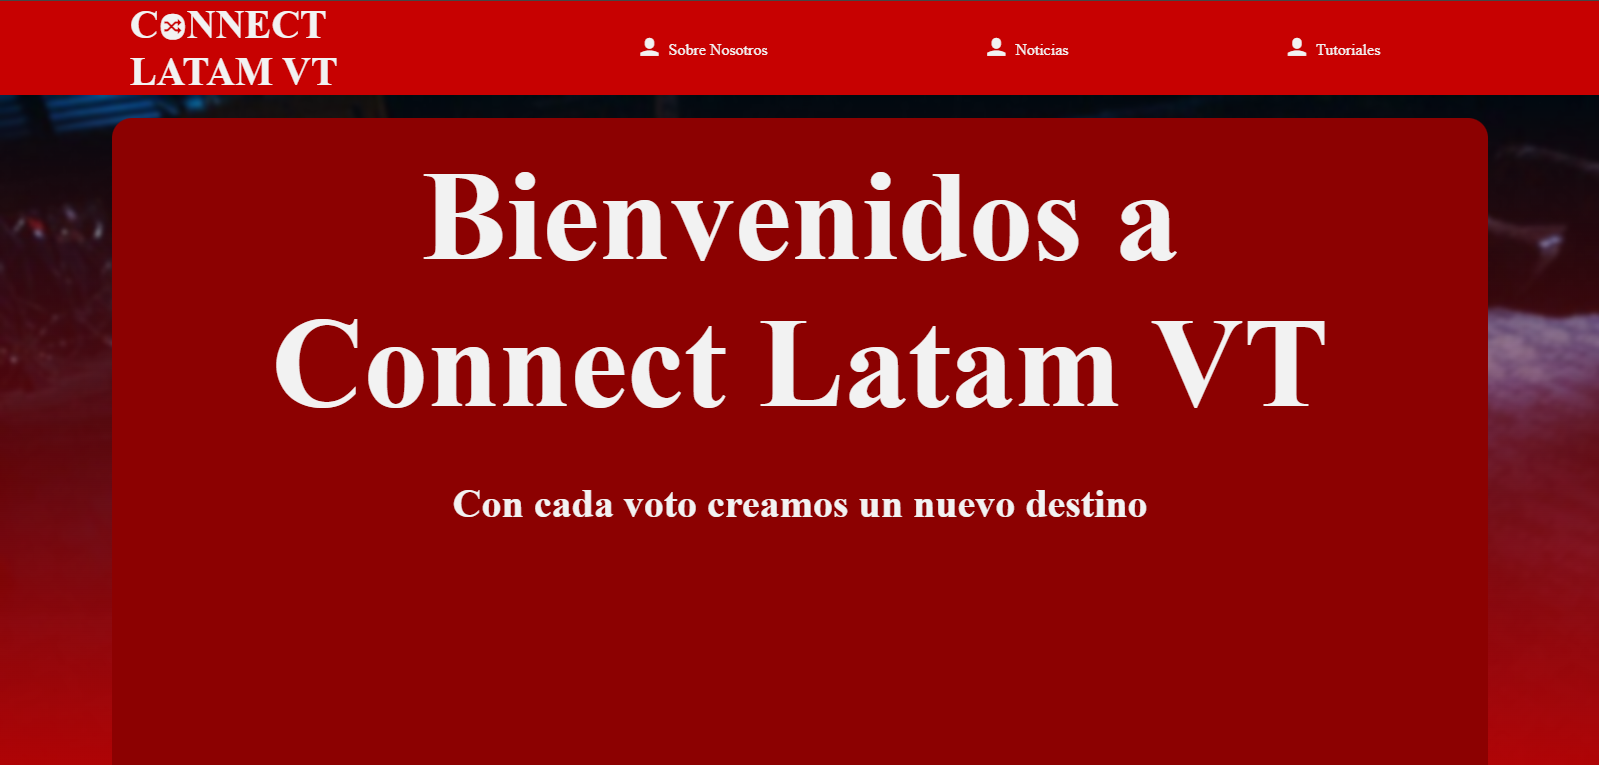 CONNECT
LATAM VT
Sobre Nosotros
Noticias
Tutoriales
Bienvenidos a
Connect Latam VT
Con cada voto creamos un nuevo destino